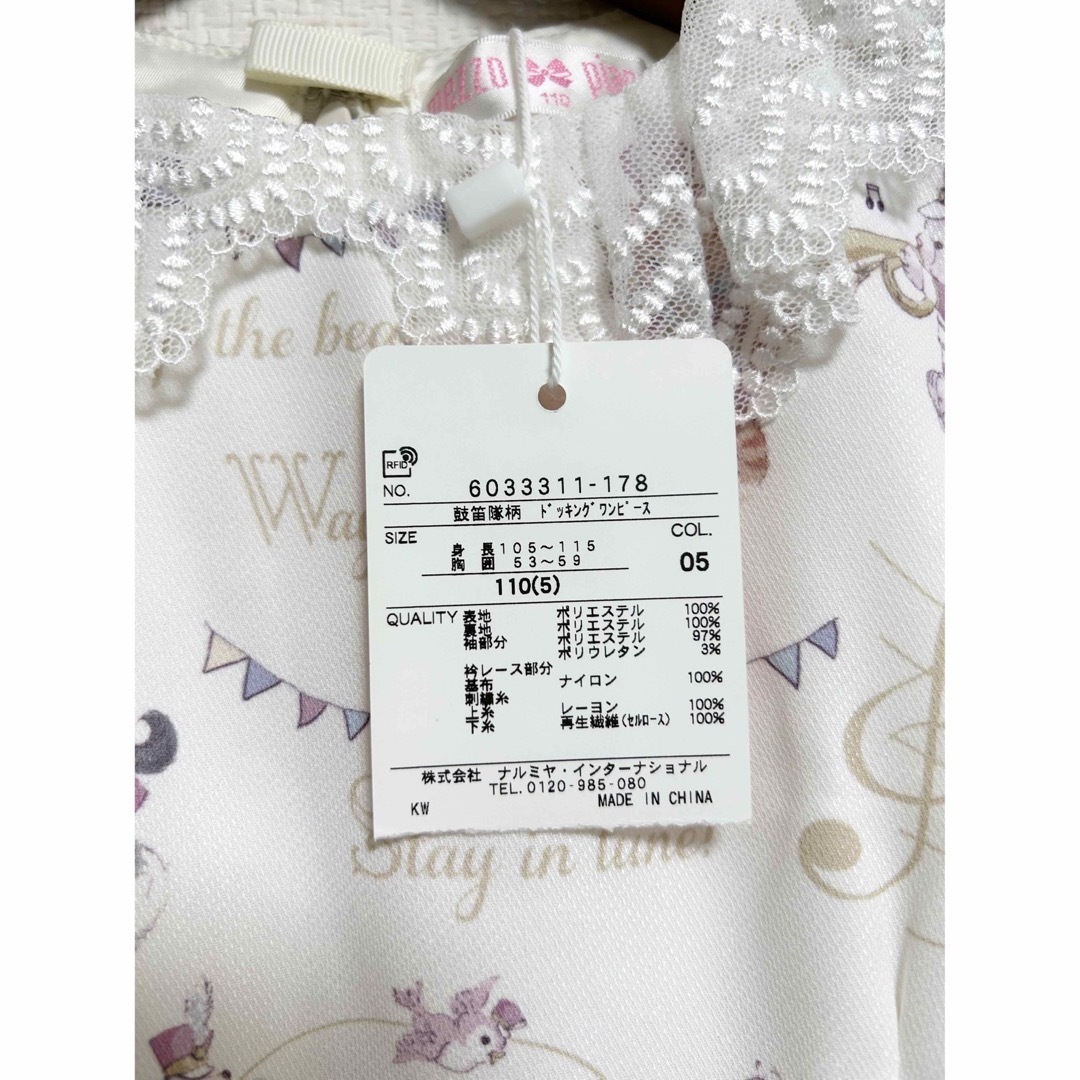 110
the
RFID
NO. 6033311-178
鼓笛隊柄 ﾄﾞｯｷﾝｸﾞﾜﾝﾋﾟｰｽ
SIZE COL.
身長 105～115
胸囲 53～59
110(5) 05
QUALITY 表地 ポリエステル 100%
裏地 ポリエステル 100%
袖部分 ポリエステル 97%
ポリウレタン 3%
衿レース部分
基布 ナイロン 100%
刺繍糸
上糸 レーヨン 100%
下糸 再生繊維(ｾﾙﾛｰｽ) 100%
株式会社 ナルミヤ・インターナショナル
TEL.0120-985-080
KW MADE IN CHINA
Stay in tune!